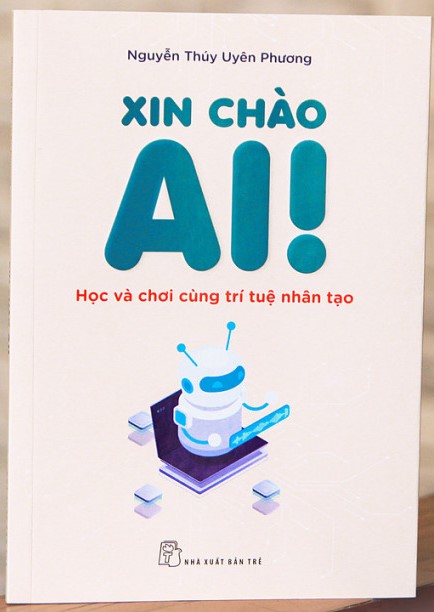 Nguyễn Thúy Uyên Phương
XIN CHÀO
AI!
Học và chơi cùng trí tuệ nhân tạo
NHÀ XUẤT BẢN TRẺ